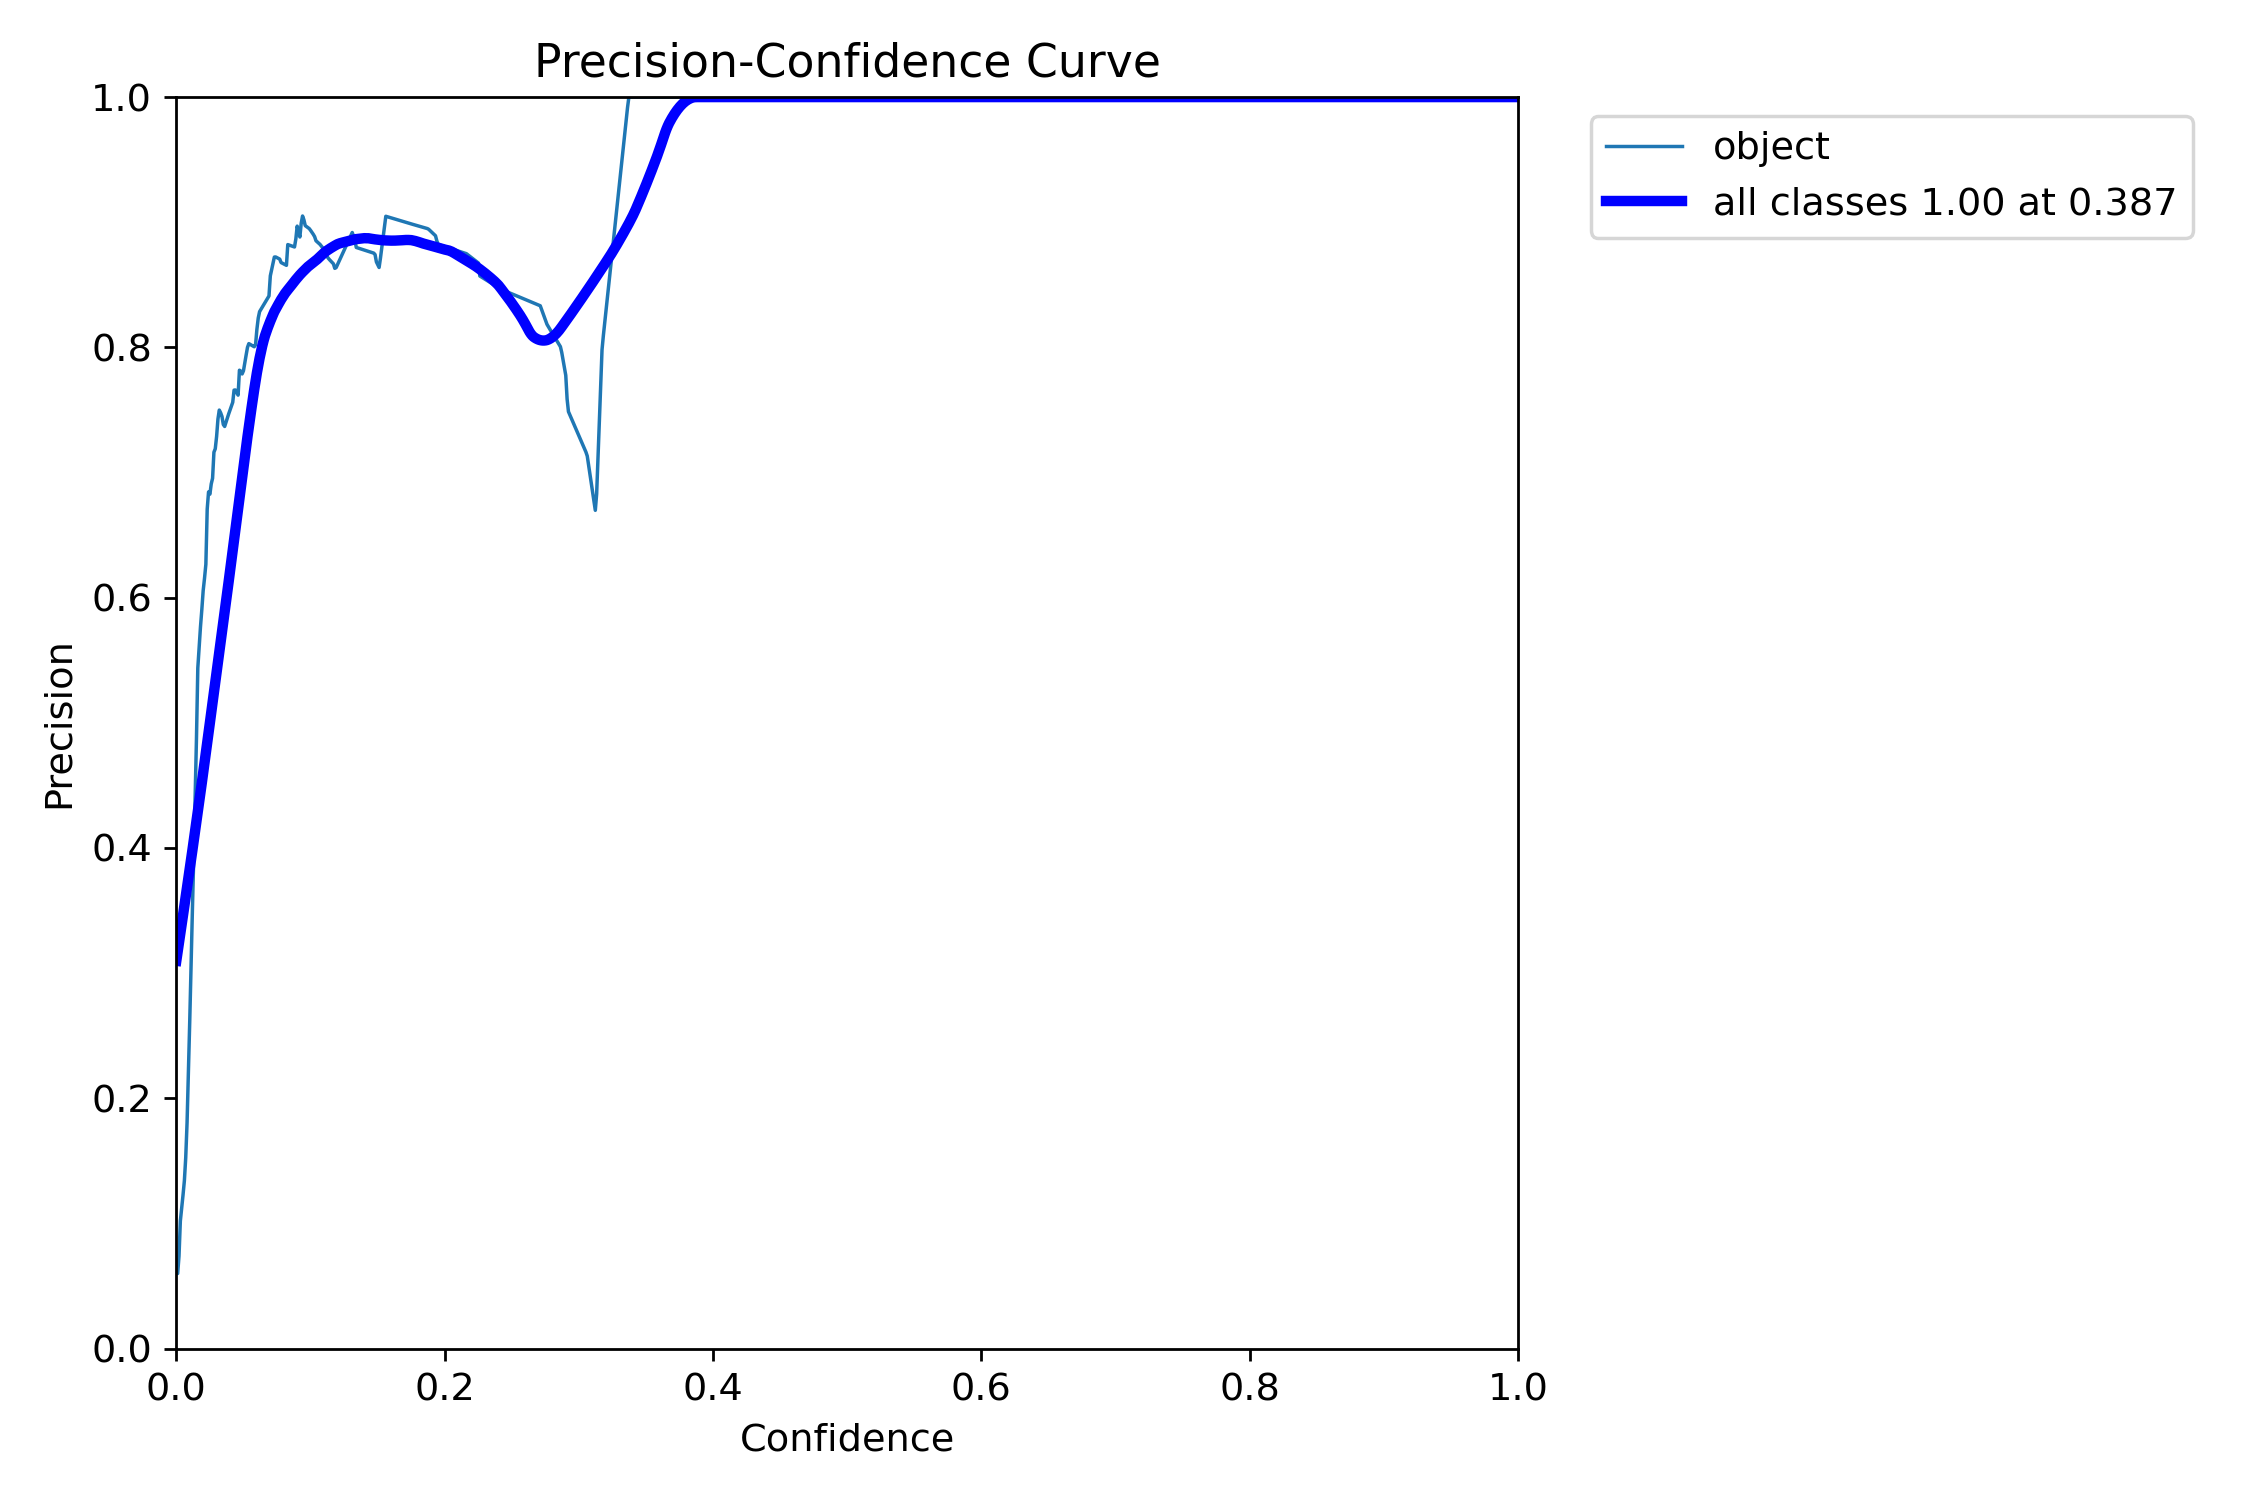 Precision-Confidence Curve
object
all classes 1.00 at 0.387
Precision
1.0
0.8
0.6
0.4
0.2
0.0
0.0 0.2 0.4 0.6 0.8 1.0
Confidence